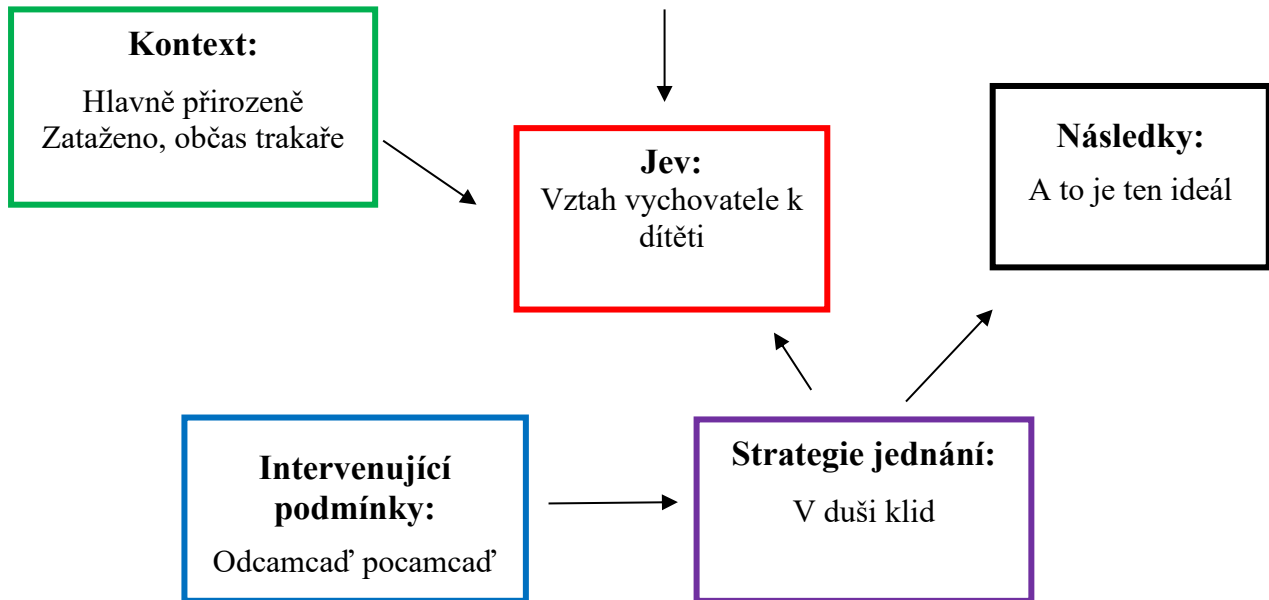 Kontext:
Hlavně přirozeně
Zataženo, občas trakaře
Jev:
Vztah vychovatele k
dítěti
Následky:
A to je ten ideál
Intervenující
podmínky:
Odcamcaď pocamcaď
Strategie jednání:
V duši klid